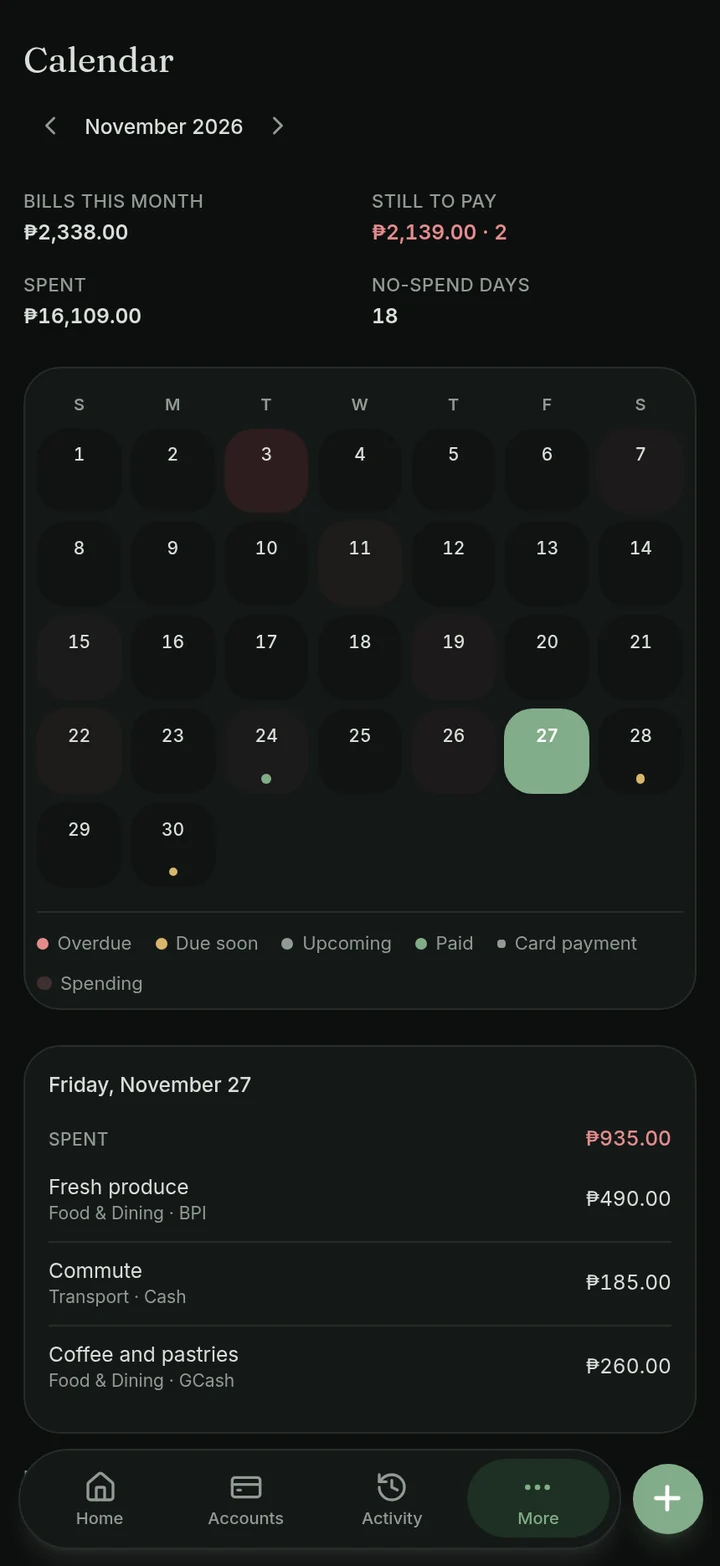 Calendar
November 2026
BILLS THIS MONTH
₱2,338.00
STILL TO PAY
₱2,139.00 · 2
SPENT
₱16,109.00
NO-SPEND DAYS
18
S M T W T F S
1 2 3 4 5 6 7
8 9 10 11 12 13 14
15 16 17 18 19 20 21
22 23 24 25 26 27 28
29 30
Overdue Due soon Upcoming Paid Card payment
Spending
Friday, November 27
SPENT ₱935.00
Fresh produce
Food & Dining · BPI
₱490.00
Commute
Transport · Cash
₱185.00
Coffee and pastries
Food & Dining · GCash
₱260.00
Home Accounts Activity More